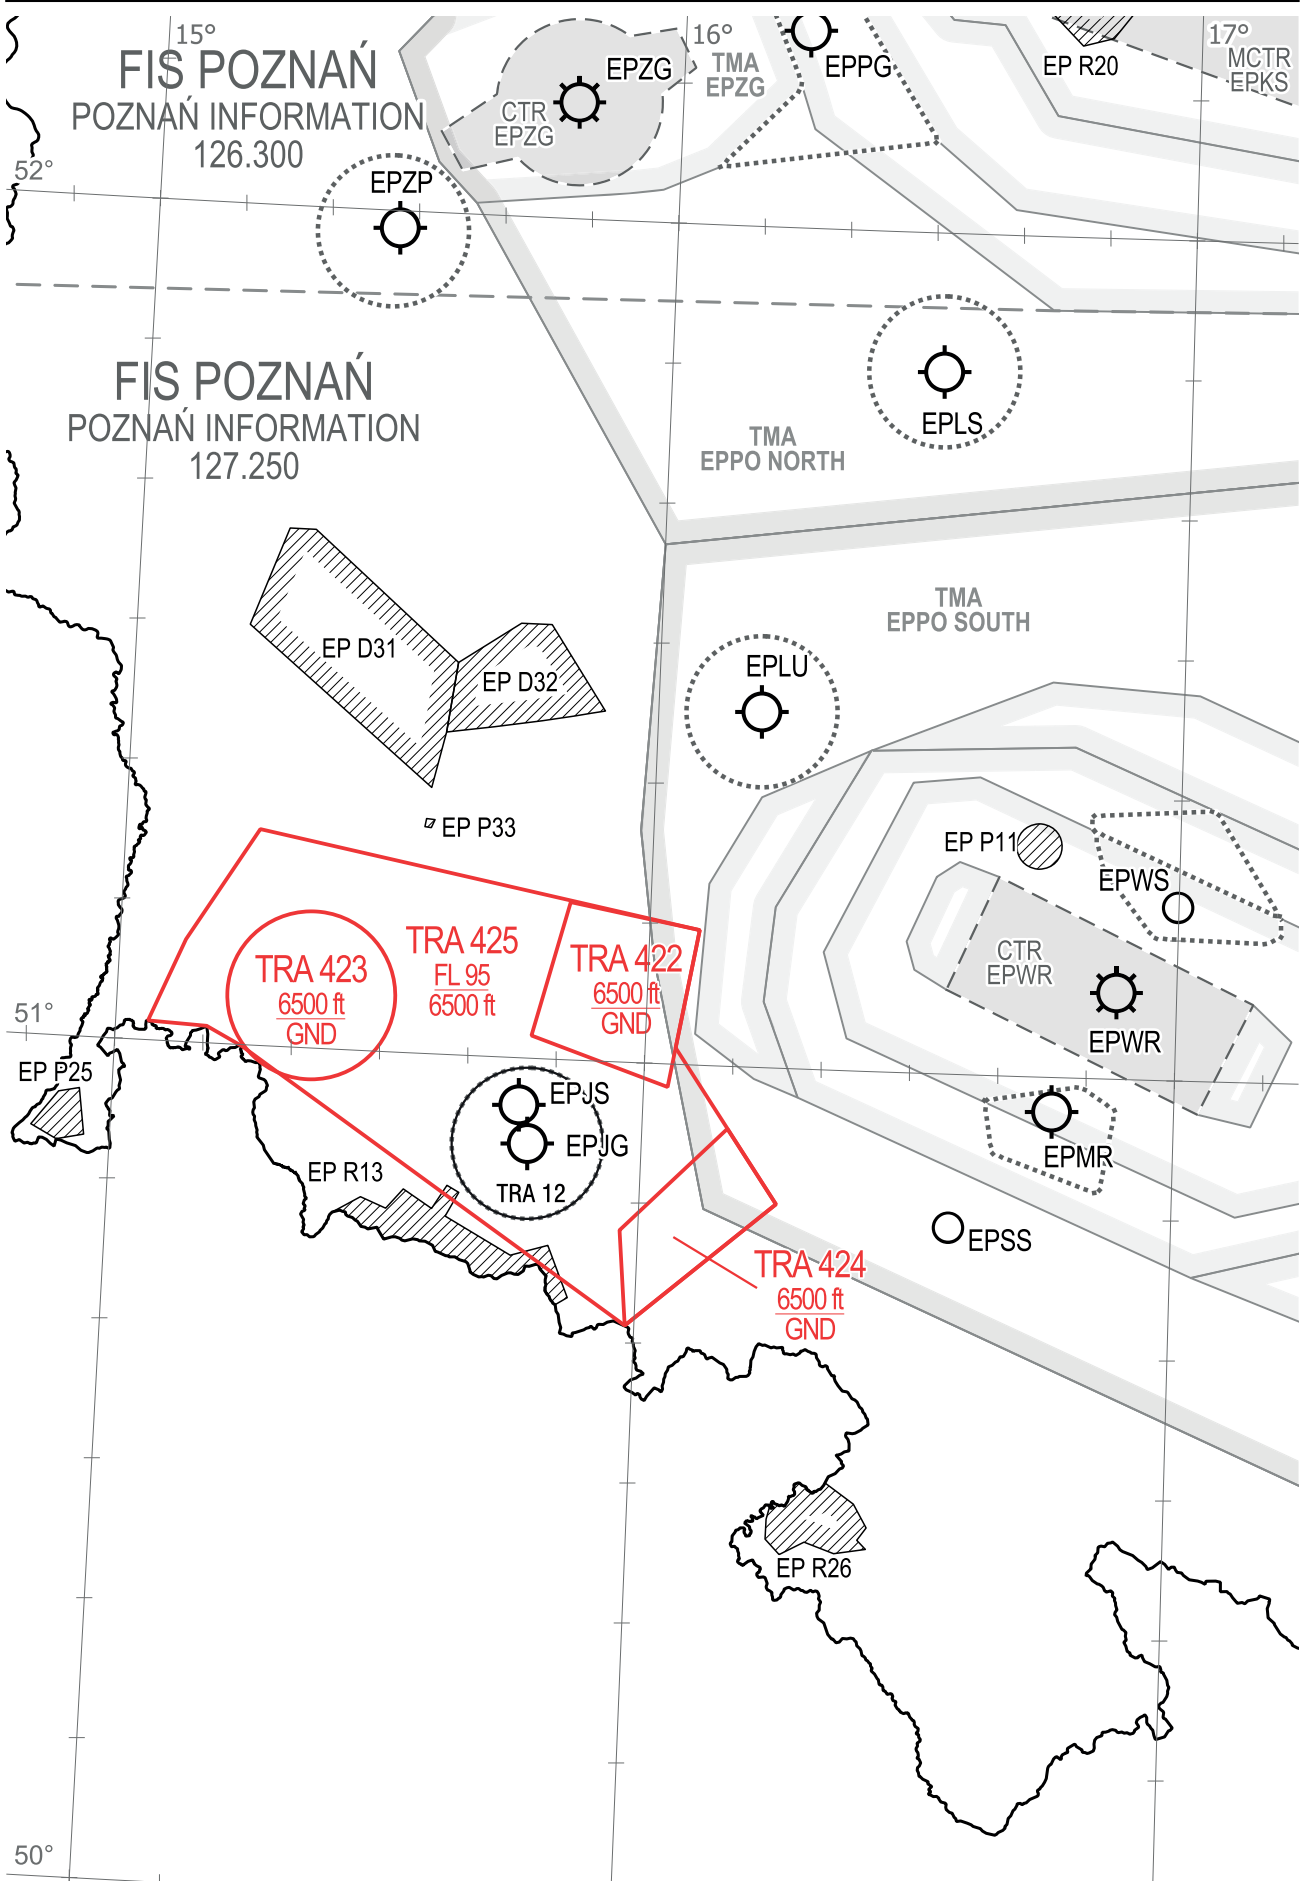 15°
16°
17°
FIS POZNAŃ
POZNAŃ INFORMATION
126.300
EPZG
CTR
EPZG
TMA
EPZG
EPPG
EP R20
MCTR
EPKS
52°
EPZP
FIS POZNAŃ
POZNAŃ INFORMATION
127.250
EPLS
TMA
EPPO NORTH
TMA
EPPO SOUTH
EP D31
EP D32
EPLU
EP P33
EP P11
EPWS
TRA 423
6500 ft
GND
TRA 425
FL 95
6500 ft
TRA 422
6500 ft
GND
CTR
EPWR
EPWR
51°
EP P25
EPJS
EPJG
TRA 12
EP R13
EPMR
EPSS
TRA 424
6500 ft
GND
EP R26
50°